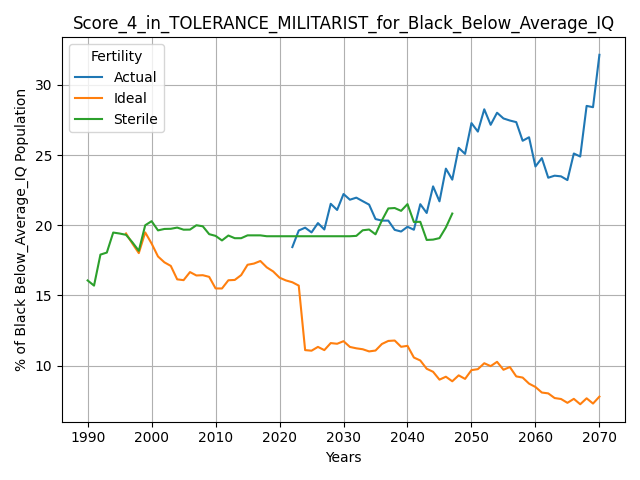 Score_4_in_TOLERANCE_MILITARIST_for_Black_Below_Average_IQ
Fertility
Actual
Ideal
Sterile
% of Black Below_Average_IQ Population
30
25
20
15
10
1990 2000 2010 2020 2030 2040 2050 2060 2070
Years